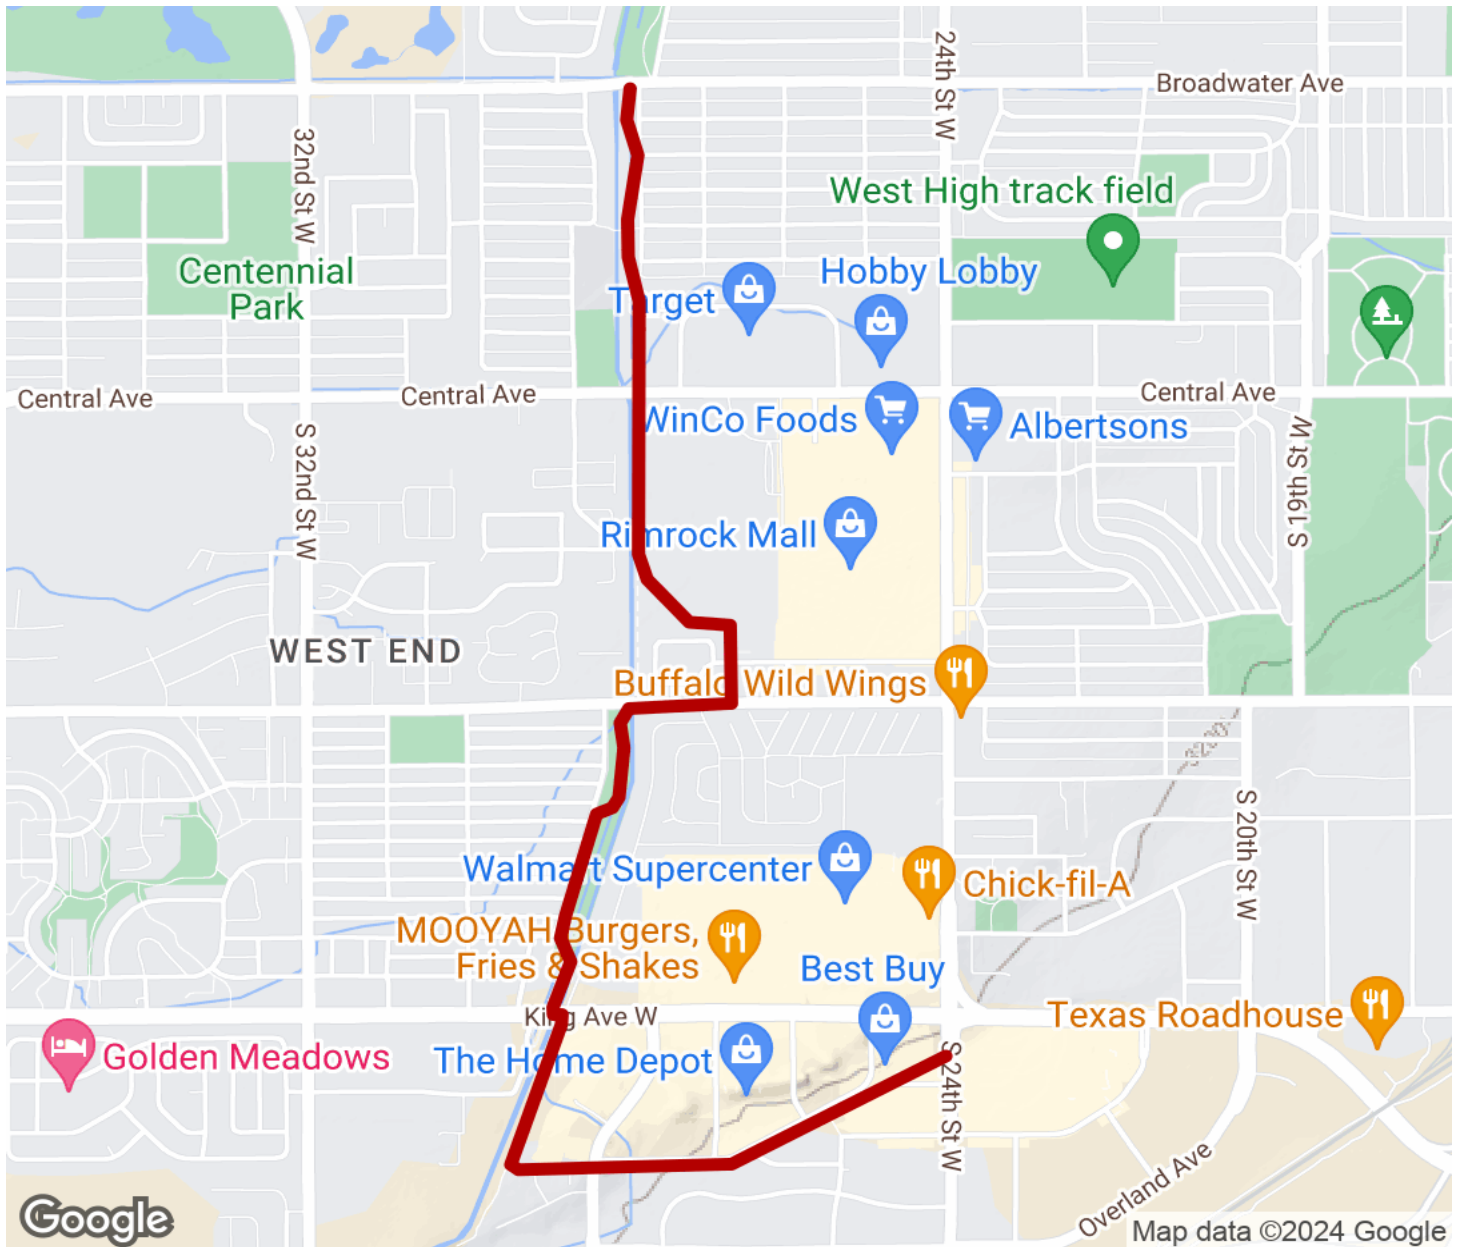 24th St W
Broadwater Ave
32nd St W
West High track field
Centennial
Park
Hobby Lobby
Target
Central Ave
Central Ave
Central Ave
WinCo Foods
Albertsons
S 32nd St W
S 19th St W
Rimrock Mall
WEST END
Buffalo Wild Wings
S 20th St W
Walmart Supercenter
Chick-fil-A
MOOYAH Burgers,
Fries & Shakes
Best Buy
King Ave W
Texas Roadhouse
Golden Meadows
The Home Depot
S 24th St W
Overland Ave
Google
Map data ©2024 Google